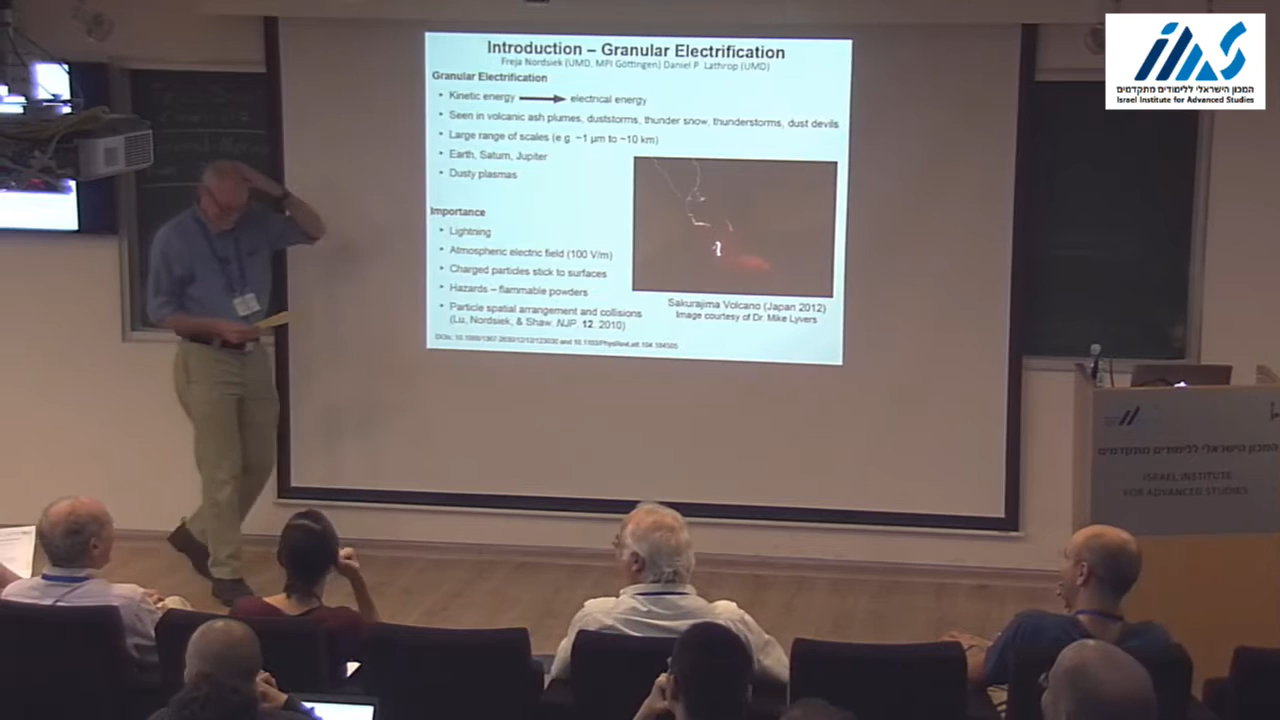 Introduction – Granular Electrification
Freja Nordsiek (UMD, MPI Göttingen) Daniel P. Lathrop (UMD)
Granular Electrification
• Kinetic energy → electrical energy
• Seen in volcanic ash plumes, duststorms, thunder snow, thunderstorms, dust devils
• Large range of scales (e.g. ~1 µm to ~10 km)
• Earth, Saturn, Jupiter
• Dusty plasmas
Importance
• Lightning
• Atmospheric electric field (100 V/m)
• Charged particles stick to surfaces
• Hazards – flammable powders
• Particle spatial arrangement and collisions
(Lu, Nordsiek, & Shaw. NJP. 12. 2010)
Sakurajima Volcano (Japan 2012)
Image courtesy of Dr. Mike Lyvers
IIAS
המכון הישראלי ללימודים מתקדמים
Israel Institute for Advanced Studies
המכון הישראלי ללימודים מתקדמים
ISRAEL INSTITUTE
FOR ADVANCED STUDIES